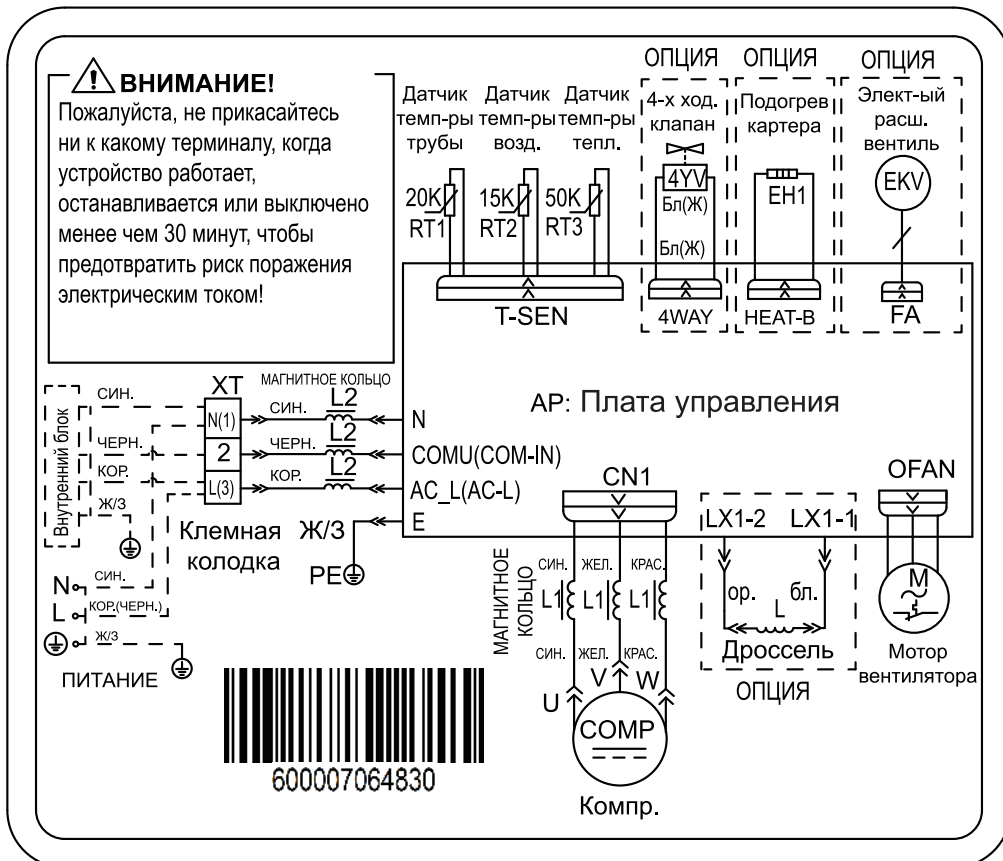 ВНИМАНИЕ!
Пожалуйста, не прикасайтесь
ни к какому терминалу, когда
устройство работает,
останавливается или выключено
менее чем 30 минут, чтобы
предотвратить риск поражения
электрическим током!
Датчик
темп-ры
трубы
Датчик
темп-ры
возд.
Датчик
темп-ры
тепл.
20K
RT1
15K
RT2
50K
RT3
T-SEN
ОПЦИЯ
4-х ход.
клапан
4YV
Бл(Ж)
Бл(Ж)
4WAY
ОПЦИЯ
Подогрев
картера
EH1
HEAT-B
ОПЦИЯ
Элект-ый
расш.
вентиль
EKV
FA
AP: Плата управления
Внутренний блок
СИН.
ЧЕРН.
КОР.
Ж/З
XT
N(1)
2
L(3)
Клемная
колодка
МАГНИТНОЕ КОЛЬЦО
СИН.
L2
ЧЕРН.
L2
КОР.
L2
N
COMU(COM-IN)
AC_L(AC-L)
E
Ж/З
PE
N
СИН.
L
КОР.(ЧЕРН.)
Ж/З
ПИТАНИЕ
CN1
МАГНИТНОЕ
КОЛЬЦО
СИН.
ЖЕЛ.
КРАС.
L1
L1
L1
СИН.
ЖЕЛ.
КРАС.
U
V
W
COMP
Компр.
LX1-2
LX1-1
ор.
бл.
L
Дроссель
ОПЦИЯ
OFAN
M
Мотор
вентилятора
600007064830